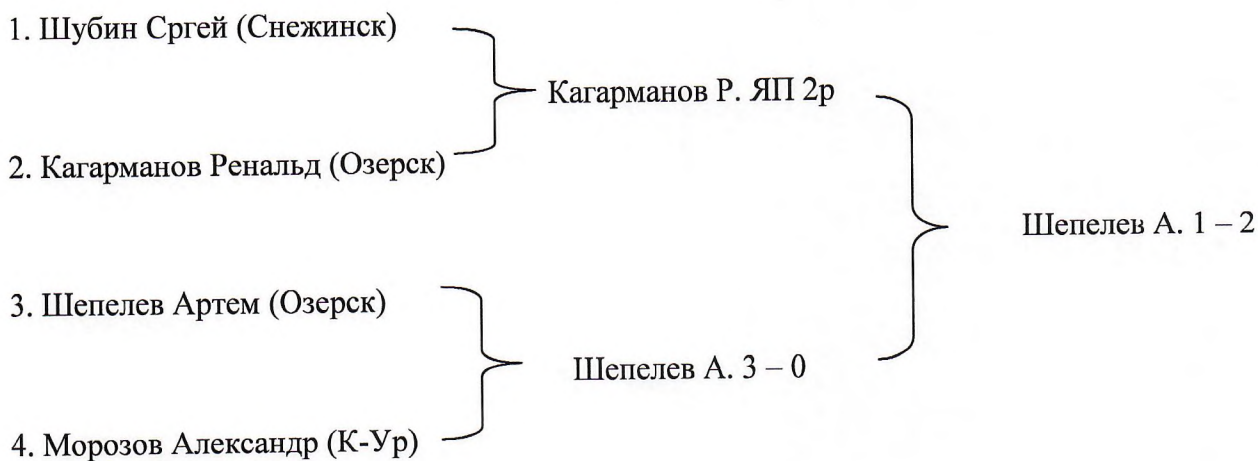 1. Шубин Сргей (Снежинск)
Кагарманов Р. ЯП 2р
2. Кагарманов Ренальд (Озерск)
Шепелев А. 1 – 2
3. Шепелев Артем (Озерск)
Шепелев А. 3 – 0
4. Морозов Александр (К-Ур)